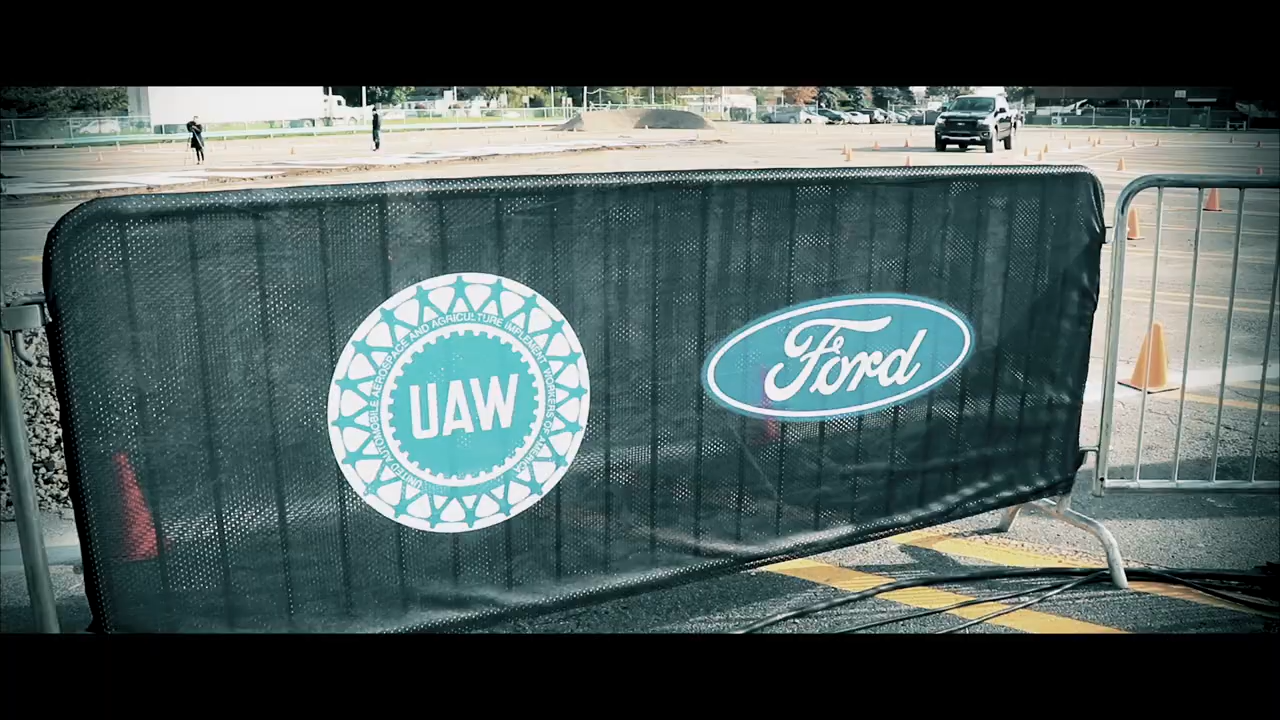 UNITED AUTOMOBILE AEROSPACE AND AGRICULTURE IMPLEMENT WORKERS OF AMERICA
UAW
Ford